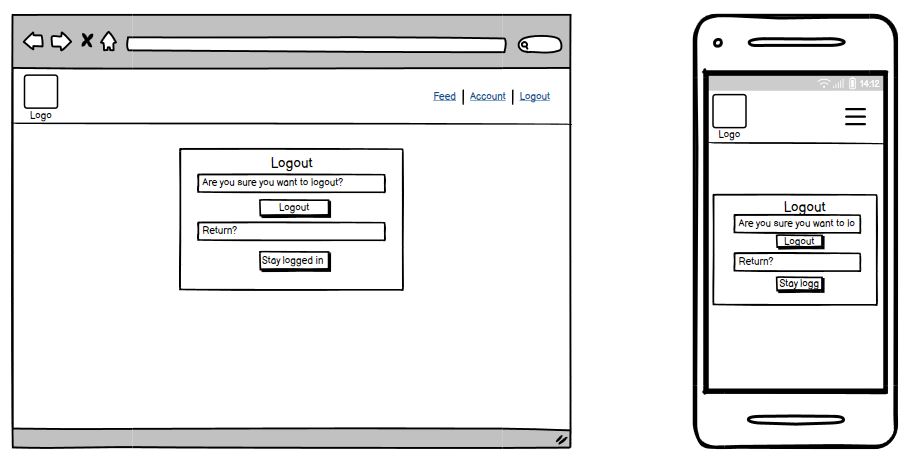 Logo
Feed | Account | Logout
Logout
Are you sure you want to logout?
Logout
Return?
Stay logged in
14:12
Logo
Logout
Are you sure you want to lo
Logout
Return?
Stay logg